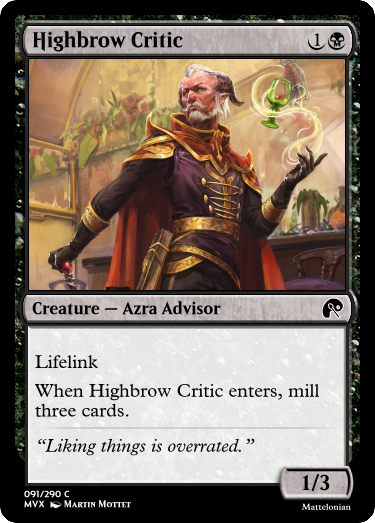 Highbrow Critic 1
Creature — Azra Advisor
Lifelink
When Highbrow Critic enters, mill
three cards.
“Liking things is overrated.”
1/3
091/290 C
MVX Martin Mottet
Mattelonian